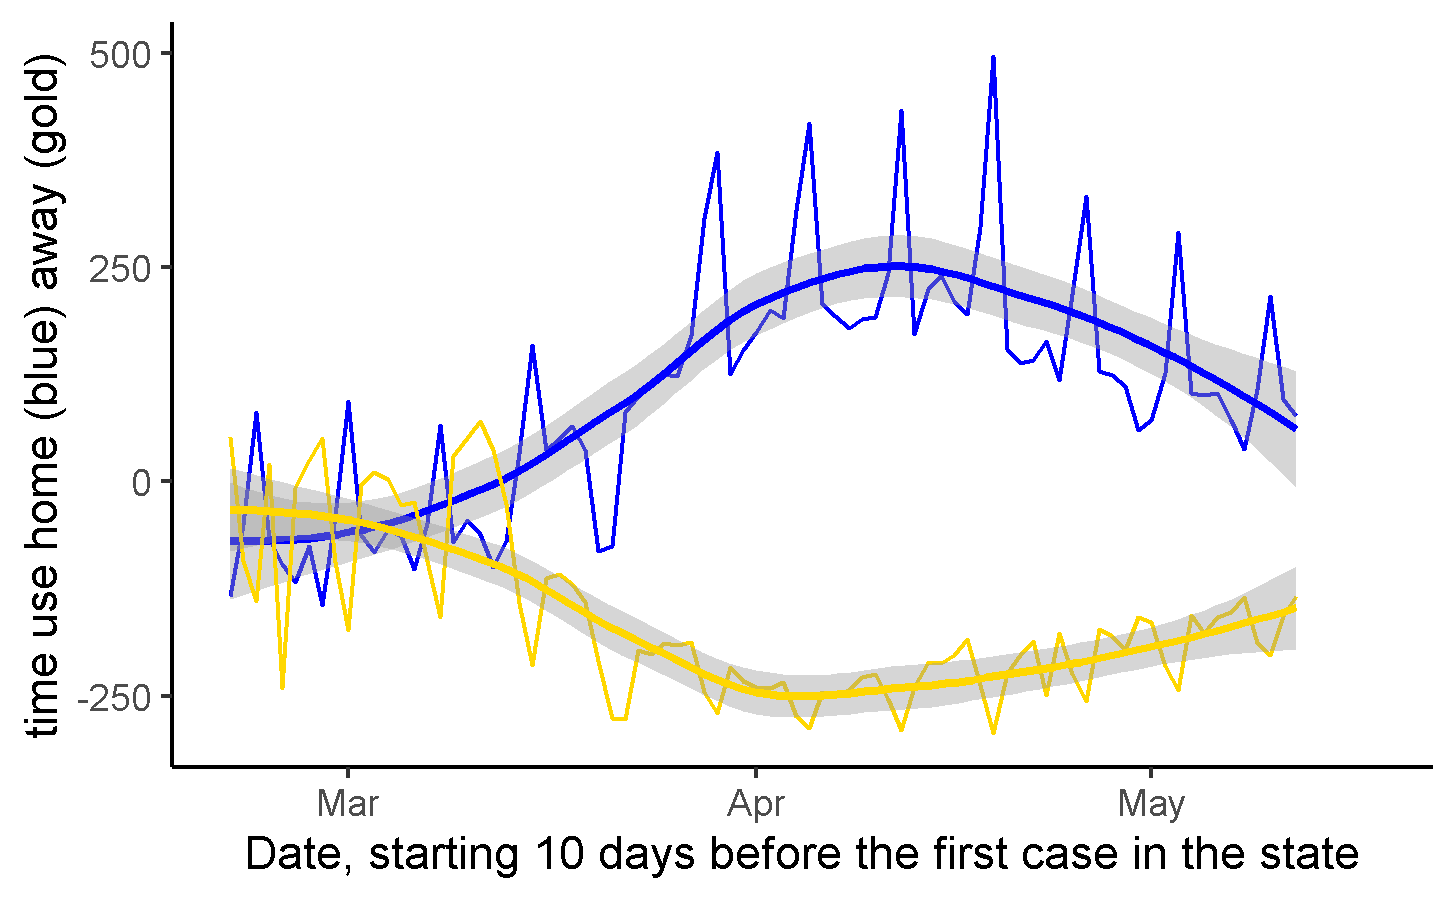 time use home (blue) away (gold)
500
250
0
-250
Mar
Apr
May
Date, starting 10 days before the first case in the state